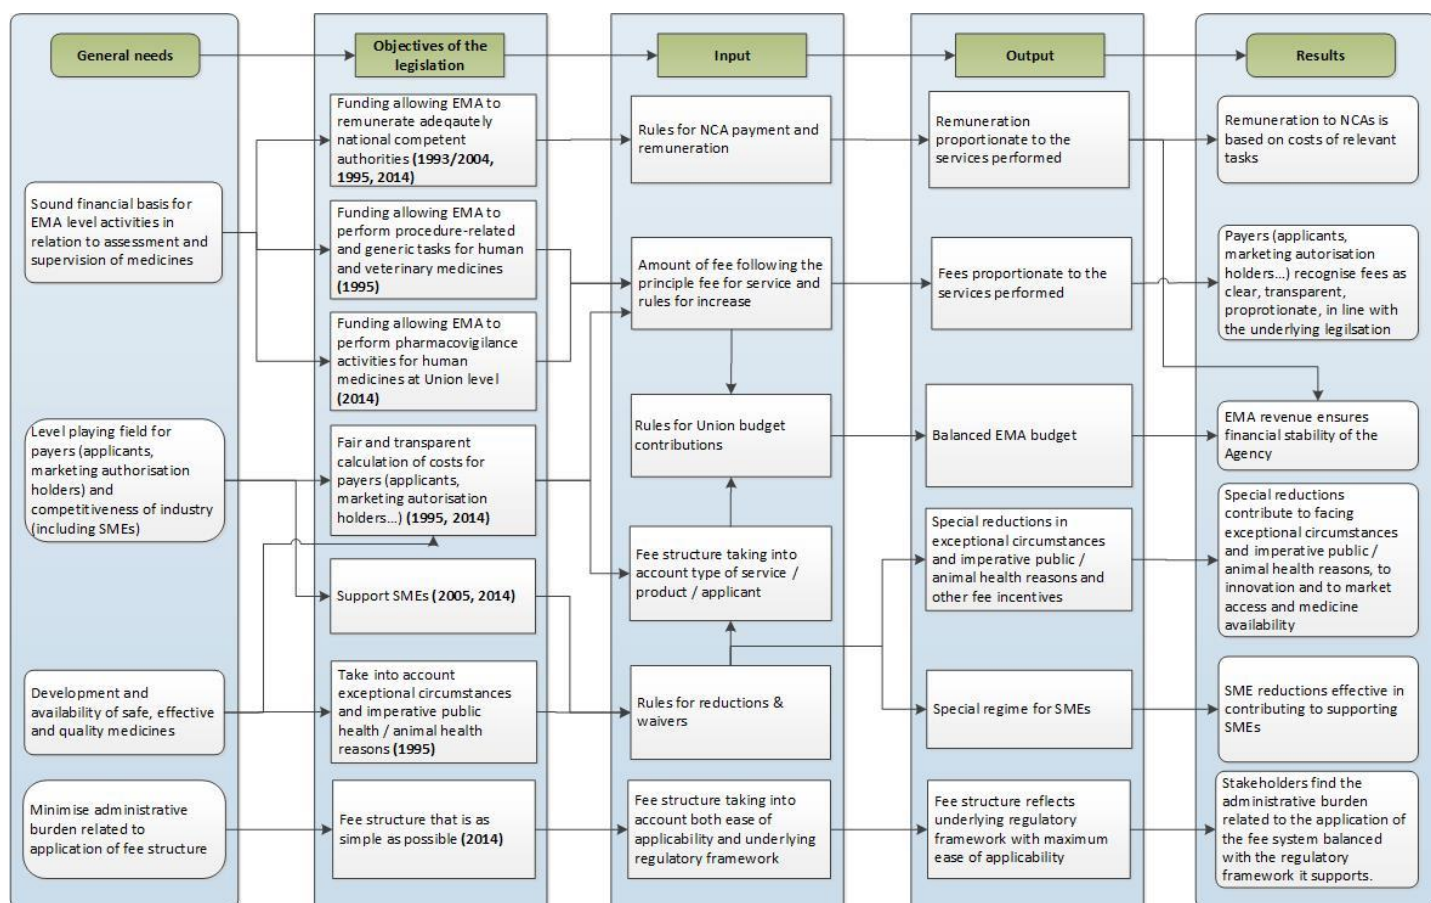 General needs
Objectives of the
legislation
Input
Output
Results
Sound financial basis for
EMA level activities in
relation to assessment and
supervision of medicines
Level playing field for
payers (applicants,
marketing authorisation
holders) and
competitiveness of industry
(including SMEs)
Development and
availability of safe, effective
and quality medicines
Minimise administrative
burden related to
application of fee structure
Funding allowing EMA to
remunerate adeqautely
national competent
authorities (1993/2004,
1995, 2014)
Funding allowing EMA to
perform procedure-related
and generic tasks for human
and veterinary medicines
(1995)
Funding allowing EMA to
perform pharmacovigilance
activities for human
medicines at Union level
(2014)
Fair and transparent
calculation of costs for
payers (applicants,
marketing autorisation
holders...) (1995, 2014)
Support SMEs (2005, 2014)
Take into account
exceptional circumstances
and imperative public
health / animal health
reasons (1995)
Fee structure that is as
simple as possible (2014)
Rules for NCA payment and
remuneration
Amount of fee following the
principle fee for service and
rules for increase
Rules for Union budget
contributions
Fee structure taking into
account type of service /
product / applicant
Rules for reductions &
waivers
Fee structure taking into
account both ease of
applicability and underlying
regulatory framework
Remuneration
proportionate to the
services performed
Fees proportionate to the
services performed
Balanced EMA budget
Special reductions in
exceptional circumstances
and imperative public /
animal health reasons and
other fee incentives
Special regime for SMEs
Fee structure reflects
underlying regulatory
framework with maximum
ease of applicability
Remuneration to NCAs is
based on costs of relevant
tasks
Payers (applicants,
marketing autorisation
holders...) recognise fees as
clear, transparent,
proprotionate, in line with
the underlying legilsation
EMA revenue ensures
financial stability of the
Agency
Special reductions
contribute to facing
exceptional circumstances
and imperative public /
animal health reasons, to
innovation and to market
access and medicine
availability
SME reductions effective in
contributing to supporting
SMEs
Stakeholders find the
administrative burden
related to the application of
the fee system balanced
with the regulatory
framework it supports.